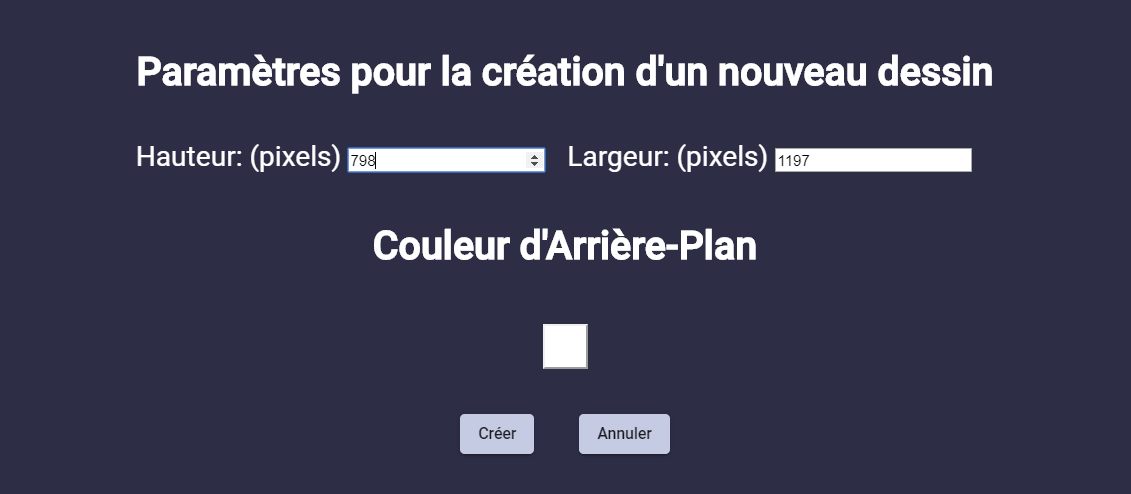 Paramètres pour la création d'un nouveau dessin
Hauteur: (pixels) 798 Largeur: (pixels) 1197
Couleur d'Arrière-Plan
Créer Annuler